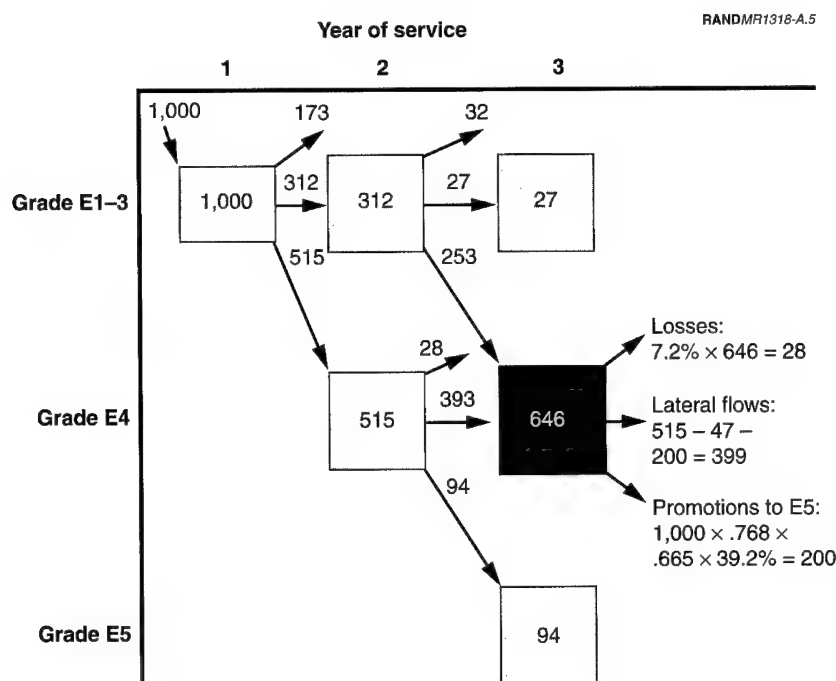 RANDMR1318-A.5
Year of service
1 2 3
1,000 173 32
Grade E1–3 1,000 312 312 27 27
515 253
Losses:
7.2% × 646 = 28
28
Grade E4 515 393 646 Lateral flows:
515 – 47 –
200 = 399
94
Promotions to E5:
1,000 × .768 ×
.665 × 39.2% = 200
Grade E5 94